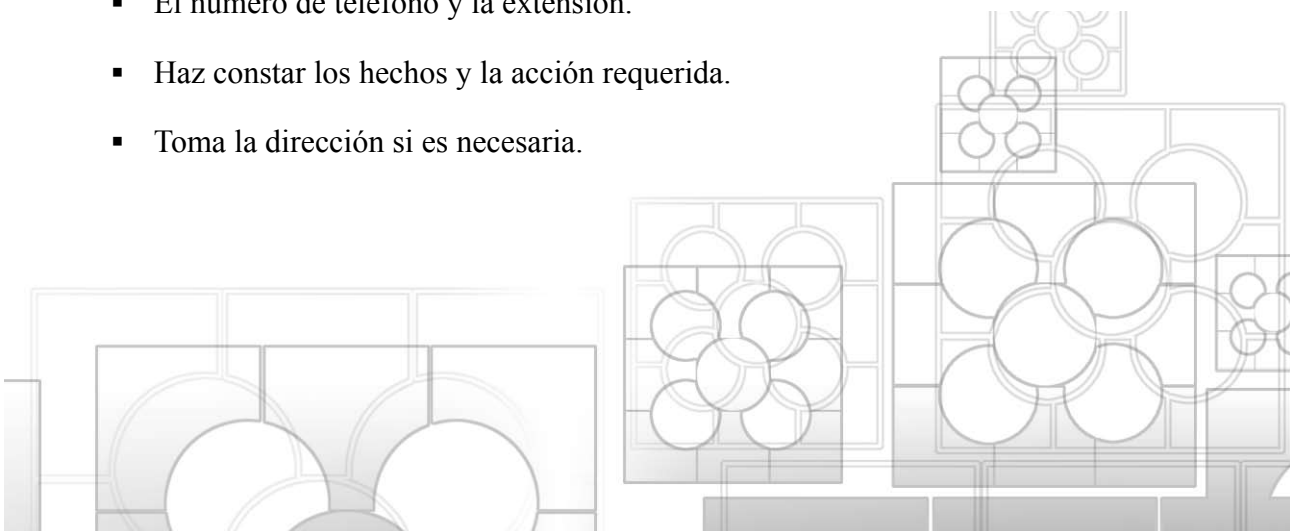 ▪ El número de teléfono y la extensión.
▪ Haz constar los hechos y la acción requerida.
▪ Toma la dirección si es necesaria.